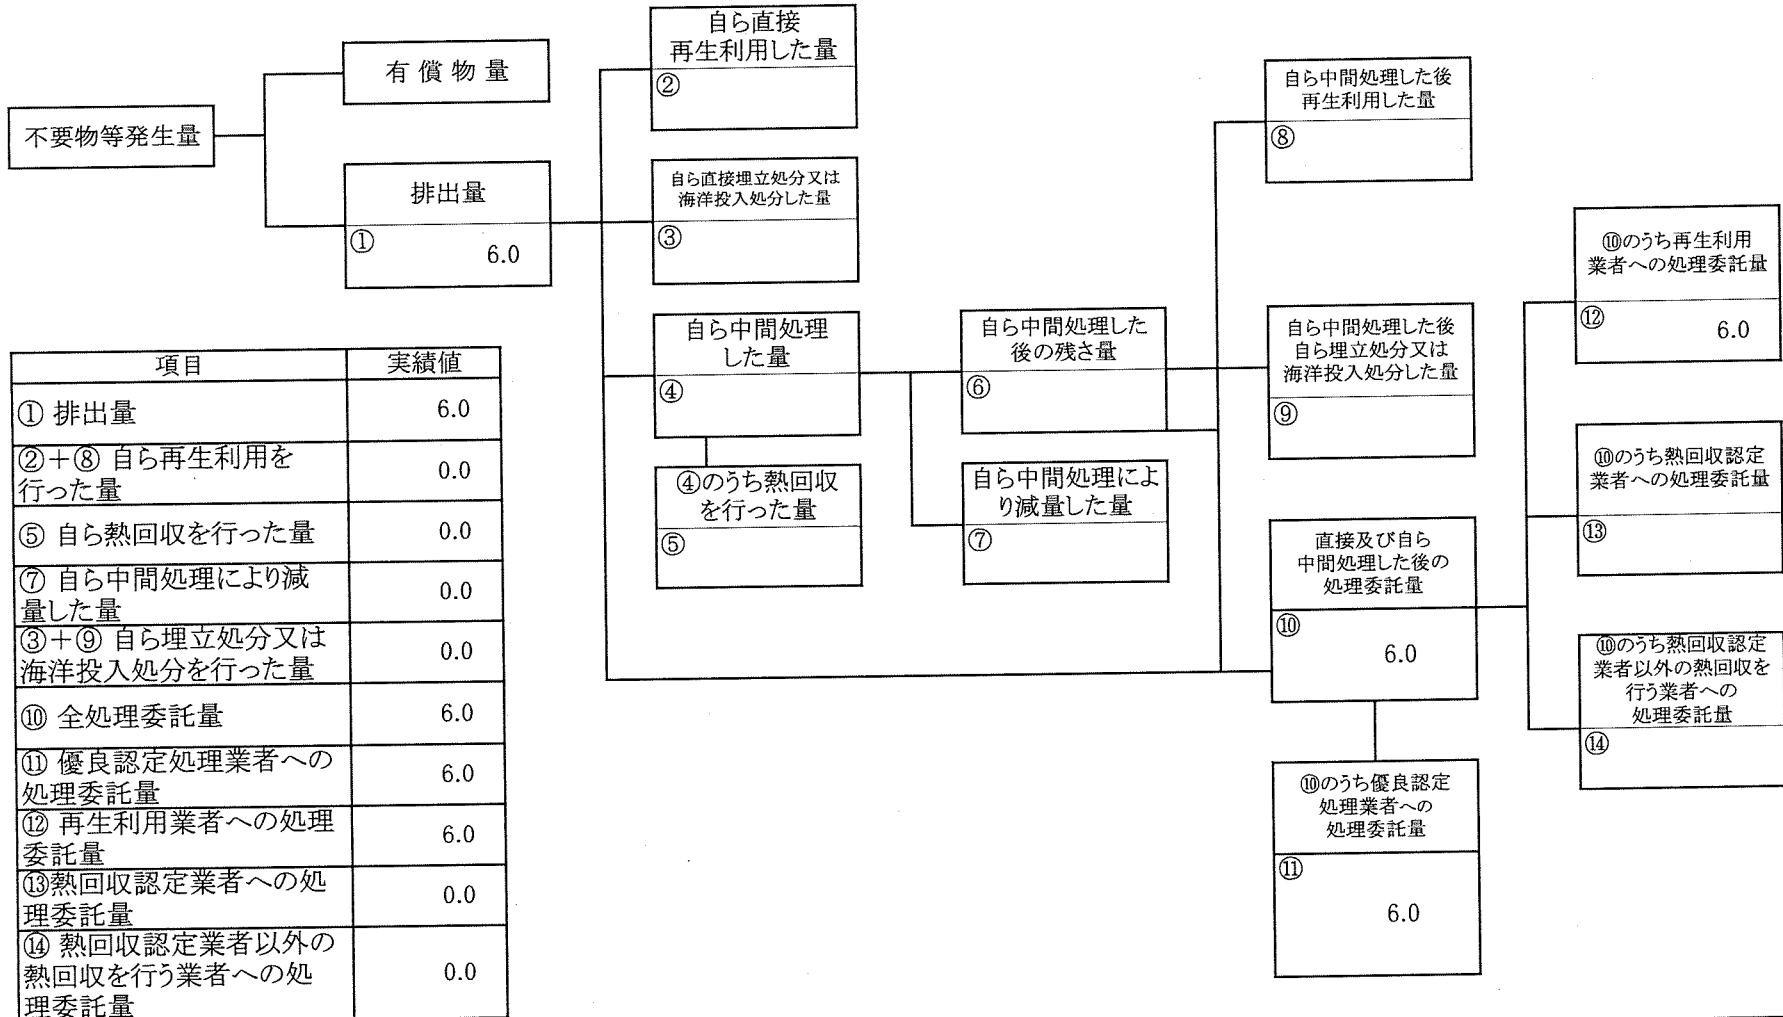 不要物等発生量
有償物量
排出量
①
6.0
自ら直接
再生利用した量
②
自ら直接埋立処分又は
海洋投入処分した量
③
自ら中間処理
した量
④
④のうち熱回収
を行った量
⑤
自ら中間処理した
後の残さ量
⑥
自ら中間処理によ
り減量した量
⑦
自ら中間処理した後
再生利用した量
⑧
自ら中間処理した後
自ら埋立処分又は
海洋投入処分した量
⑨
直接及び自ら
中間処理した後の
処理委託量
⑩
6.0
⑩のうち優良認定
処理業者への
処理委託量
⑪
6.0
⑩のうち再生利用
業者への処理委託量
⑫
6.0
⑩のうち熱回収認定
業者への処理委託量
⑬
⑩のうち熱回収認定
業者以外の熱回収を
行う業者への
処理委託量
⑭
項目 実績値
① 排出量 6.0
②+⑧ 自ら再生利用を
行った量 0.0
⑤ 自ら熱回収を行った量 0.0
⑦ 自ら中間処理により減
量した量 0.0
③+⑨ 自ら埋立処分又は
海洋投入処分を行った量 0.0
⑩ 全処理委託量 6.0
⑪ 優良認定処理業者への
処理委託量 6.0
⑫ 再生利用業者への処理
委託量 6.0
⑬熱回収認定業者への処
理委託量 0.0
⑭ 熱回収認定業者以外の
熱回収を行う業者への処
理委託量 0.0